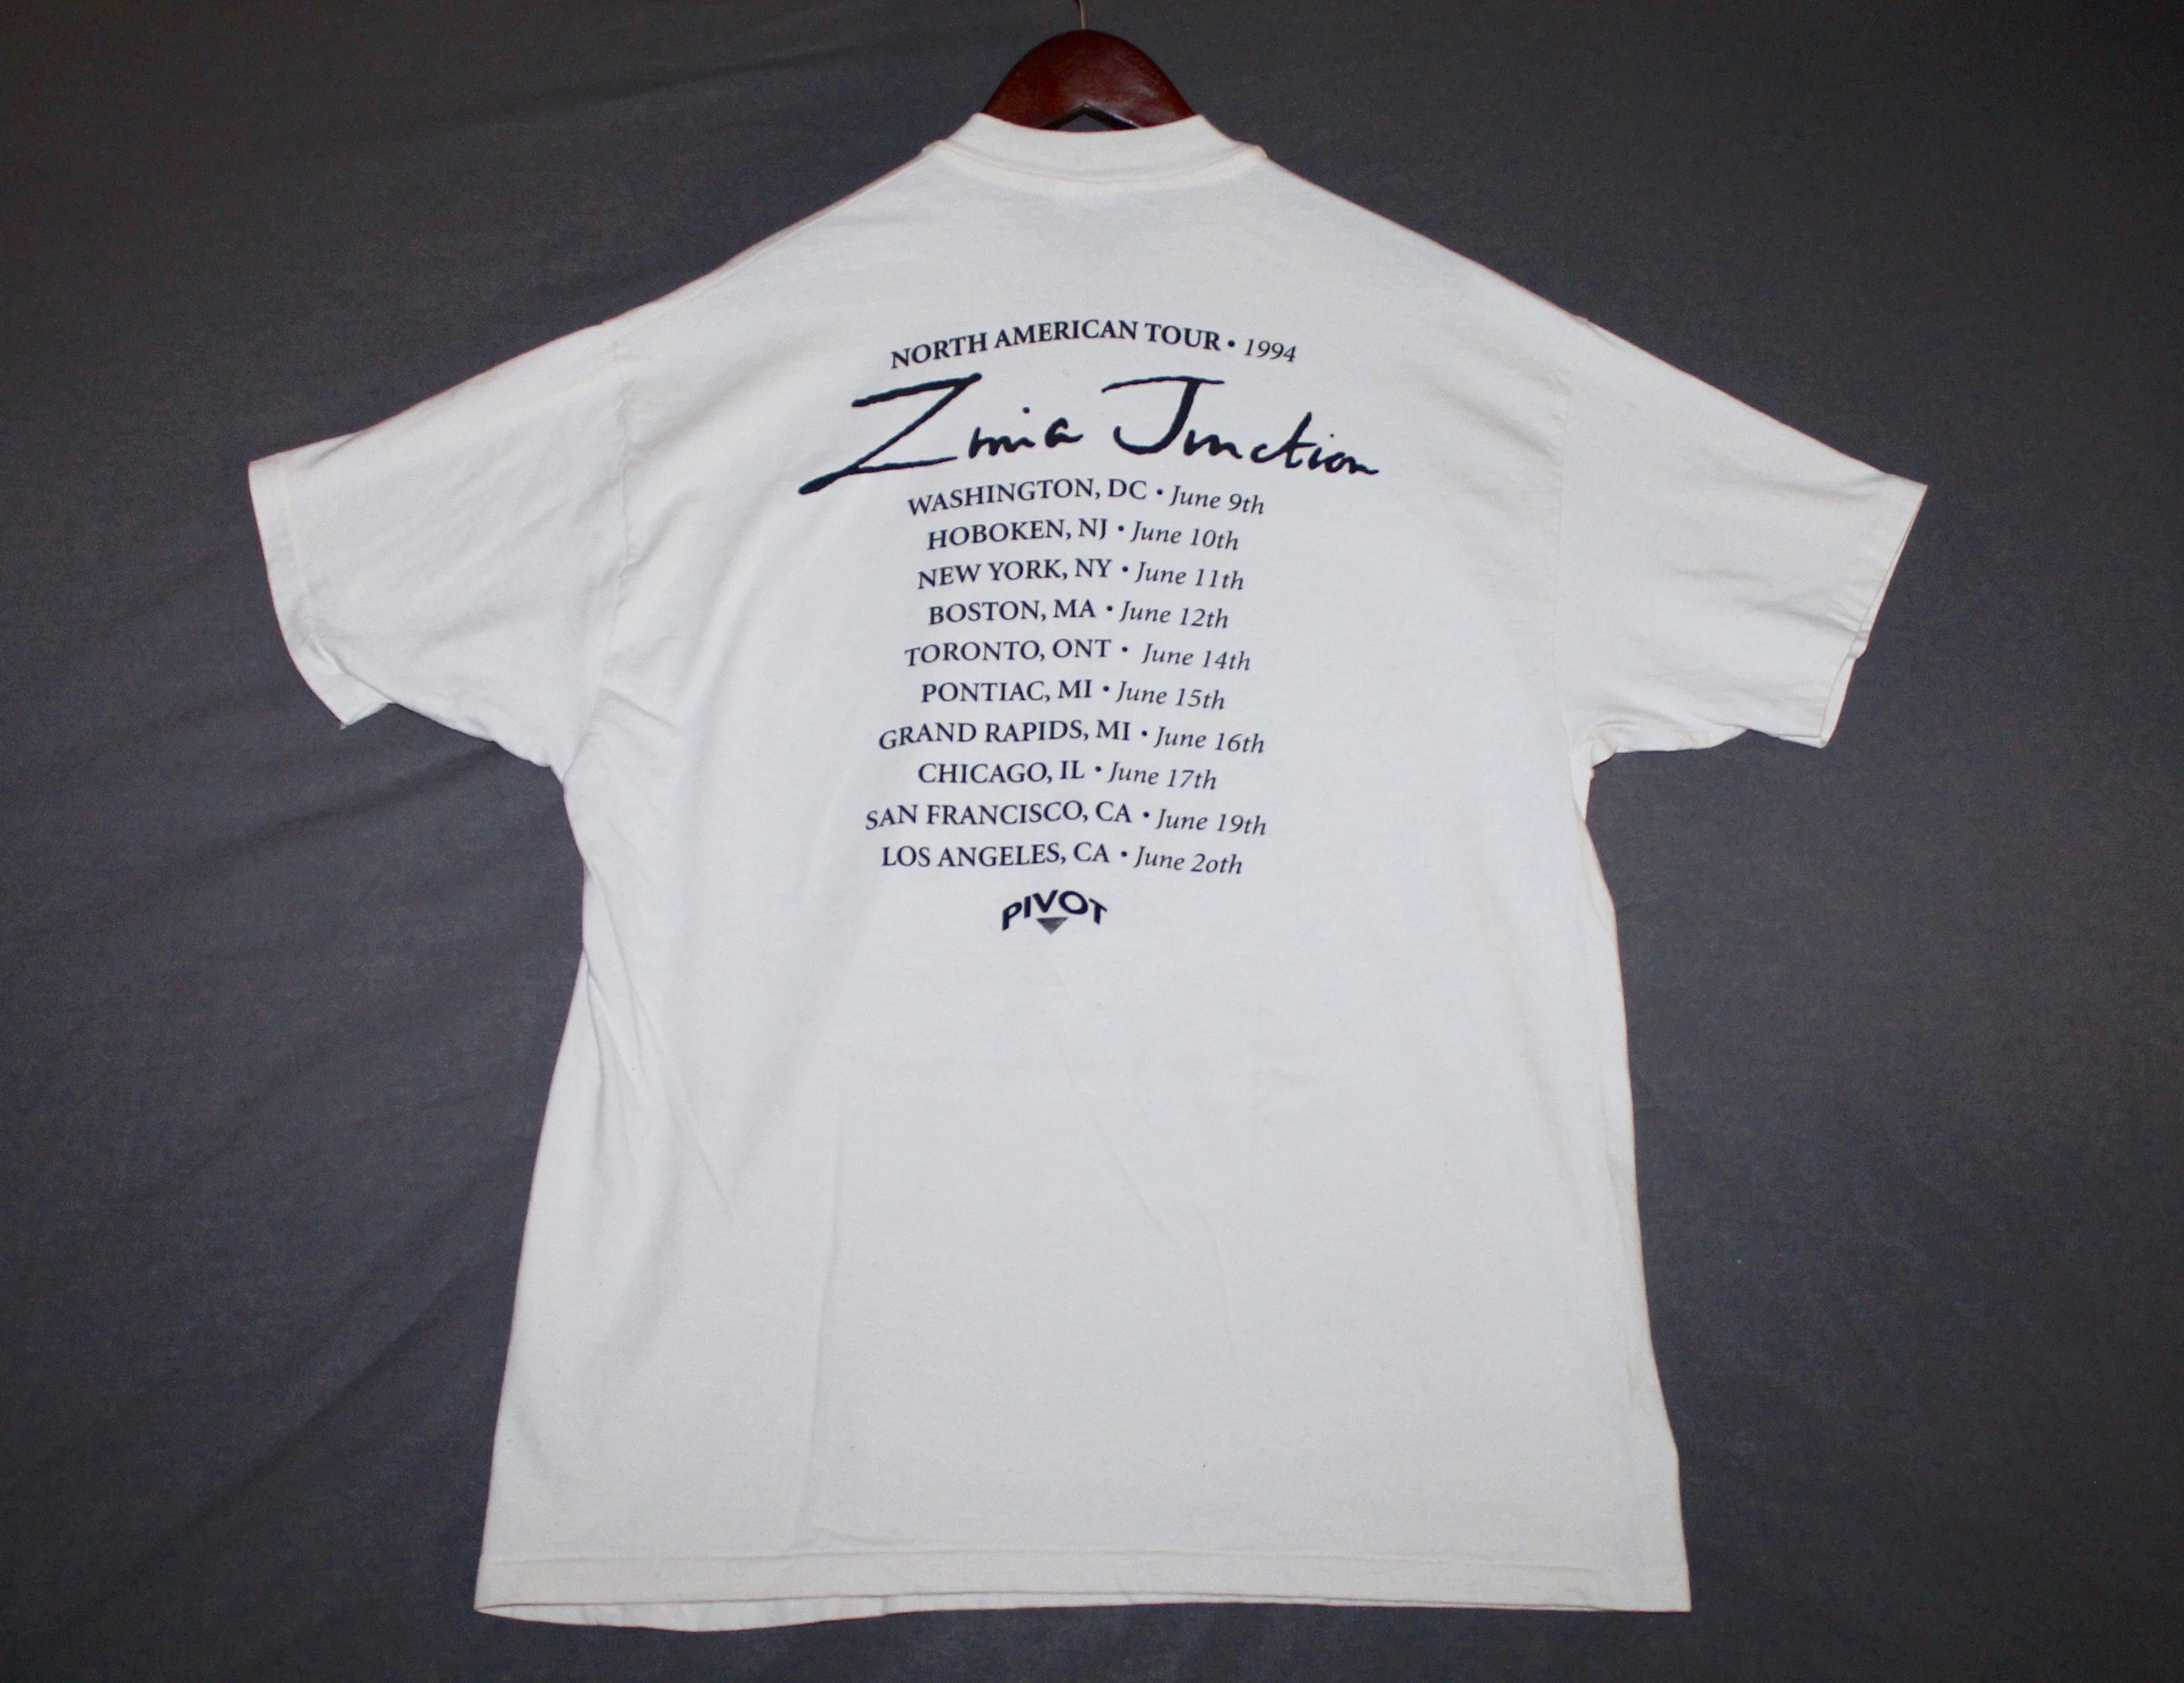 NORTH AMERICAN TOUR • 1994
Zinia Junction
WASHINGTON, DC • June 9th
HOBOKEN, NJ • June 10th
NEW YORK, NY • June 11th
BOSTON, MA • June 12th
TORONTO, ONT • June 14th
PONTIAC, MI • June 15th
GRAND RAPIDS, MI • June 16th
CHICAGO, IL • June 17th
SAN FRANCISCO, CA • June 19th
LOS ANGELES, CA • June 20th
PIVOT